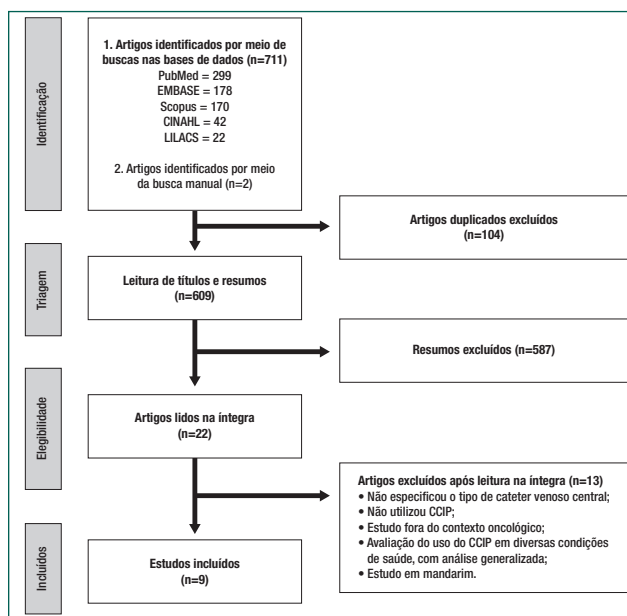 Identificação
1. Artigos identificados por meio de
buscas nas bases de dados (n=711)
PubMed = 299
EMBASE = 178
Scopus = 170
CINAHL = 42
LILACS = 22
2. Artigos identificados por meio
da busca manual (n=2)
Artigos duplicados excluídos
(n=104)
Triagem
Leitura de títulos e resumos
(n=609)
Resumos excluídos (n=587)
Elegibilidade
Artigos lidos na íntegra
(n=22)
Artigos excluídos após leitura na íntegra (n=13)
• Não especificou o tipo de cateter venoso central;
• Não utilizou CCIP;
• Estudo fora do contexto oncológico;
• Avaliação do uso do CCIP em diversas condições
de saúde, com análise generalizada;
• Estudo em mandarim.
Incluídos
Estudos incluídos
(n=9)